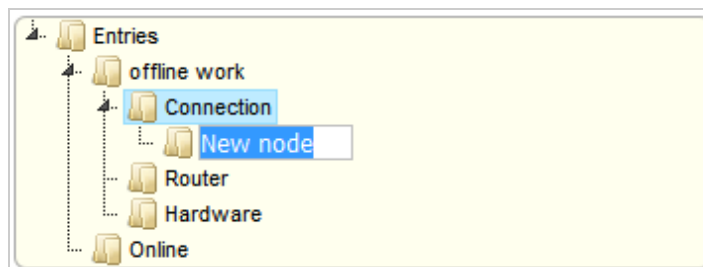 Entries
offline work
Connection
New node
Router
Hardware
Online